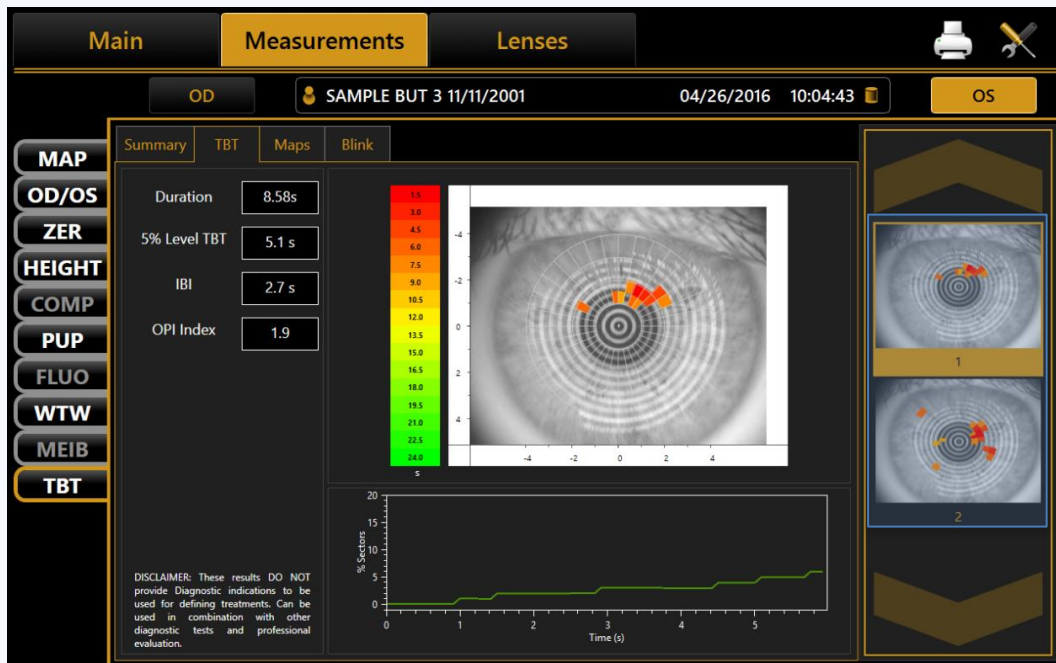 Main
Measurements
Lenses
OD
SAMPLE BUT 3 11/11/2001
04/26/2016 10:04:43
OS
MAP
OD/OS
ZER
HEIGHT
COMP
PUP
FLUO
WTW
MEIB
TBT
Summary
TBT
Maps
Blink
Duration
8.58s
5% Level TBT
5.1 s
IBI
2.7 s
OPI Index
1.9
DISCLAIMER: These results DO NOT
provide Diagnostic indications to be
used for defining treatments. Can be
used in combination with other
diagnostic tests and professional
evaluation.
1.5
3.0
4.5
6.0
7.5
9.0
10.5
12.0
13.5
15.0
16.5
18.0
19.5
21.0
22.5
24.0
s
-4
-2
0
2
4
-4 -2 0 2 4
% Sectors
20
15
10
5
0
0 1 2 3 4 5
Time (s)
1
2